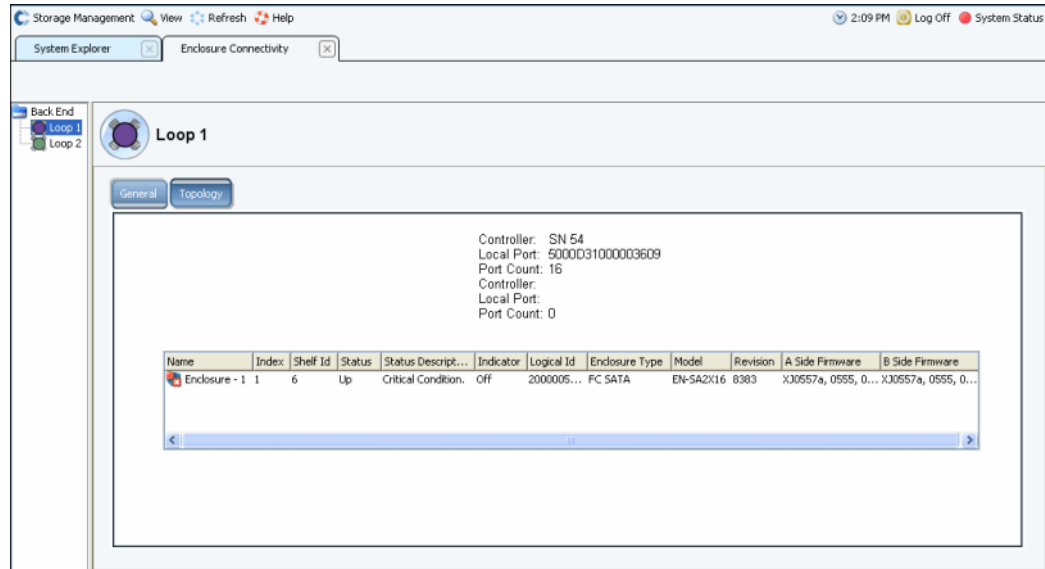 Storage Management View Refresh Help 2:09 PM Log Off System Status
System Explorer Enclosure Connectivity
Back End
Loop 1
Loop 2
Loop 1
General Topology
Controller: SN 54
Local Port: 5000D31000003609
Port Count: 16
Controller:
Local Port:
Port Count: 0
Name Index Shelf Id Status Status Descript... Indicator Logical Id Enclosure Type Model Revision A Side Firmware B Side Firmware
Enclosure - 1 1 6 Up Critical Condition. Off 2000005... FC SATA EN-SA2X16 8383 XJ0557a, 0555, 0... XJ0557a, 0555, 0...